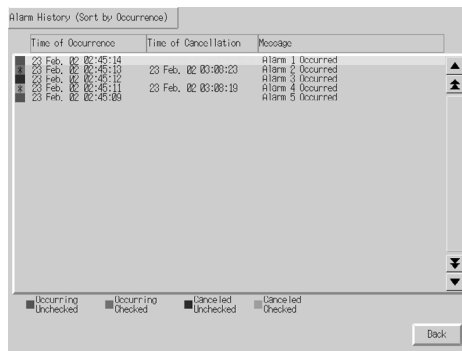 Alarm History (Sort by Occurrence)
Time of Occurrence Time of Cancellation Message
23 Feb. 02 02:45:14 Alarm 1 Occurred
* 23 Feb. 02 02:45:13 23 Feb. 02 03:08:23 Alarm 2 Occurred
23 Feb. 02 02:45:12 Alarm 3 Occurred
* 23 Feb. 02 02:45:11 23 Feb. 02 03:08:19 Alarm 4 Occurred
23 Feb. 02 02:45:09 Alarm 5 Occurred
Occurring Occurring Canceled Canceled
Unchecked Checked Unchecked Checked
Back